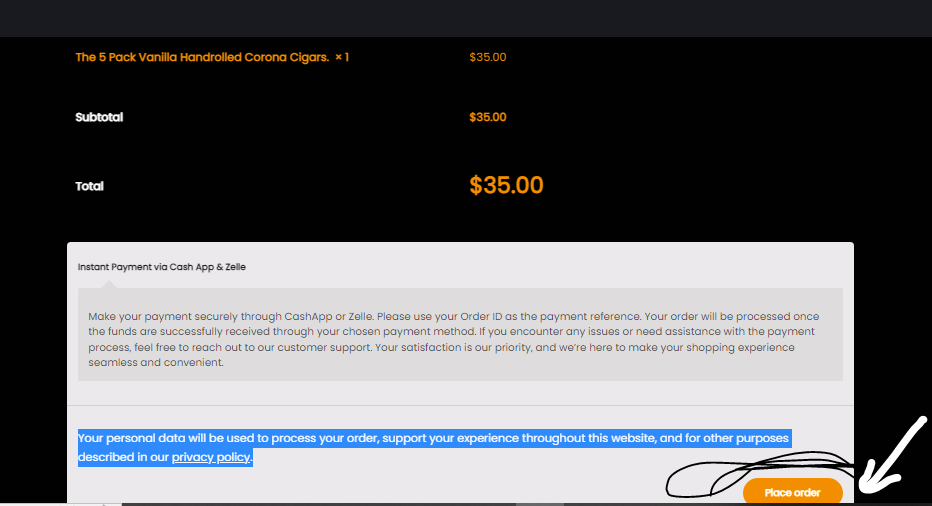 The 5 Pack Vanilla Handrolled Corona Cigars. × 1 $35.00
Subtotal $35.00
Total $35.00
Instant Payment via Cash App & Zelle
Make your payment securely through CashApp or Zelle. Please use your Order ID as the payment reference. Your order will be processed once
the funds are successfully received through your chosen payment method. If you encounter any issues or need assistance with the payment
process, feel free to reach out to our customer support. Your satisfaction is our priority, and we're here to make your shopping experience
seamless and convenient.
Your personal data will be used to process your order, support your experience throughout this website, and for other purposes
described in our privacy policy.
Place order